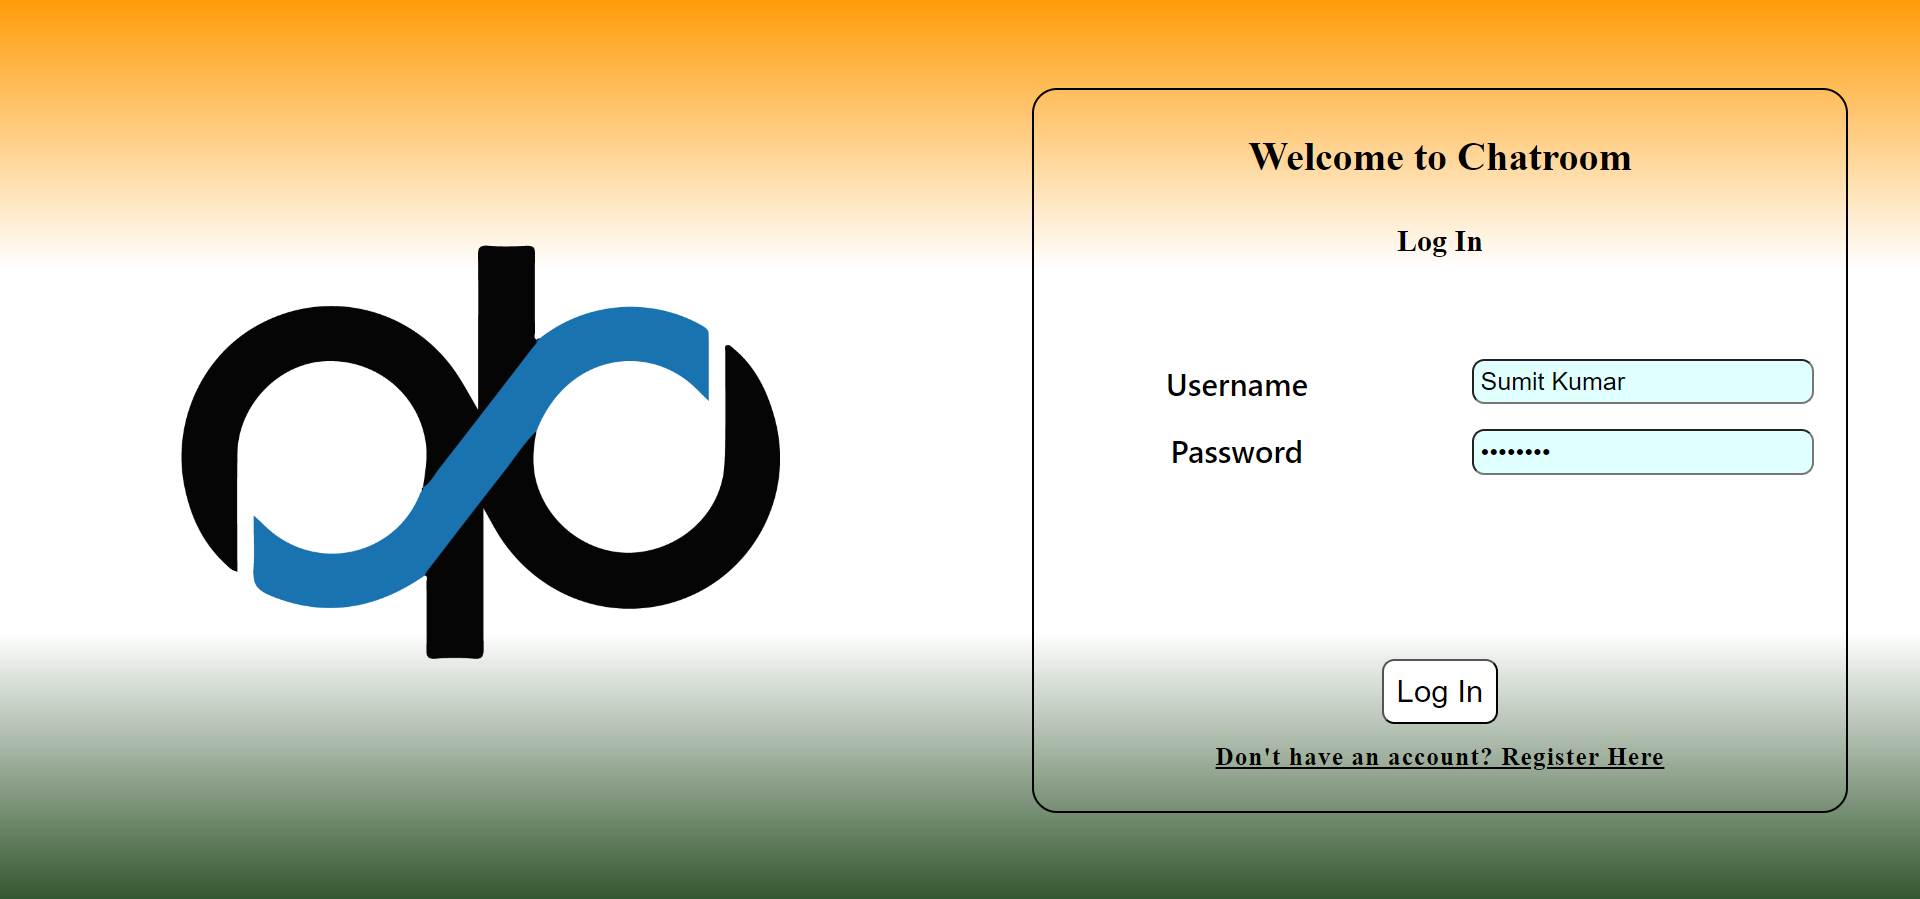 Welcome to Chatroom
Log In
Username
Sumit Kumar
Password
••••••••
Log In
Don't have an account? Register Here